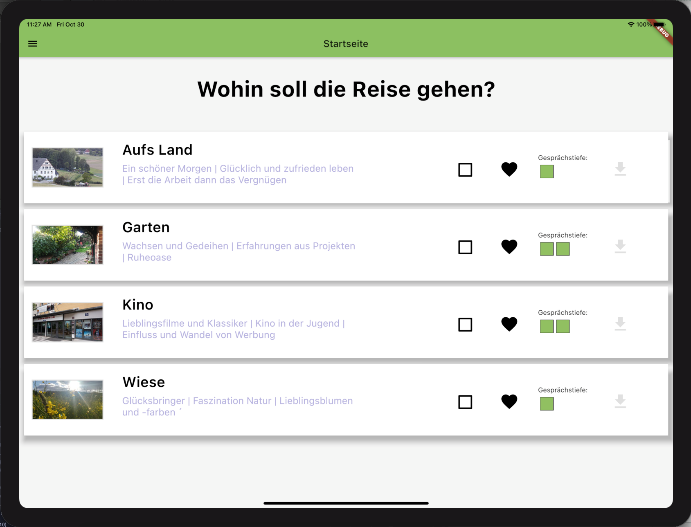 11:27 AM Fri Oct 30
100%
DEBUG
Startseite
Wohin soll die Reise gehen?
Aufs Land
Ein schöner Morgen | Glücklich und zufrieden leben
| Erst die Arbeit dann das Vergnügen
Gesprächstiefe:
Garten
Wachsen und Gedeihen | Erfahrungen aus Projekten
| Ruheoase
Gesprächstiefe:
Kino
Lieblingsfilme und Klassiker | Kino in der Jugend |
Einfluss und Wandel von Werbung
Gesprächstiefe:
Wiese
Glücksbringer | Faszination Natur | Lieblingsblumen
und -farben ´
Gesprächstiefe: